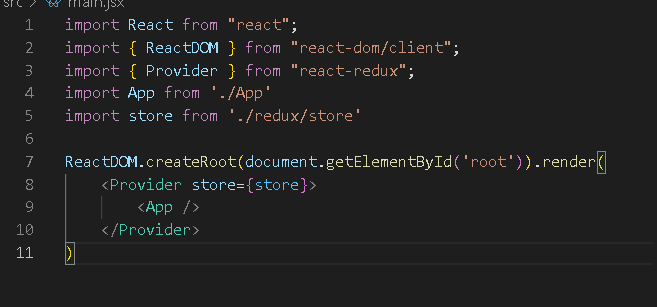 src > main.jsx
1 import React from "react";
2 import { ReactDOM } from "react-dom/client";
3 import { Provider } from "react-redux";
4 import App from './App'
5 import store from './redux/store'
6
7 ReactDOM.createRoot(document.getElementById('root')).render(
8 <Provider store={store}>
9 <App />
10 </Provider>
11 )